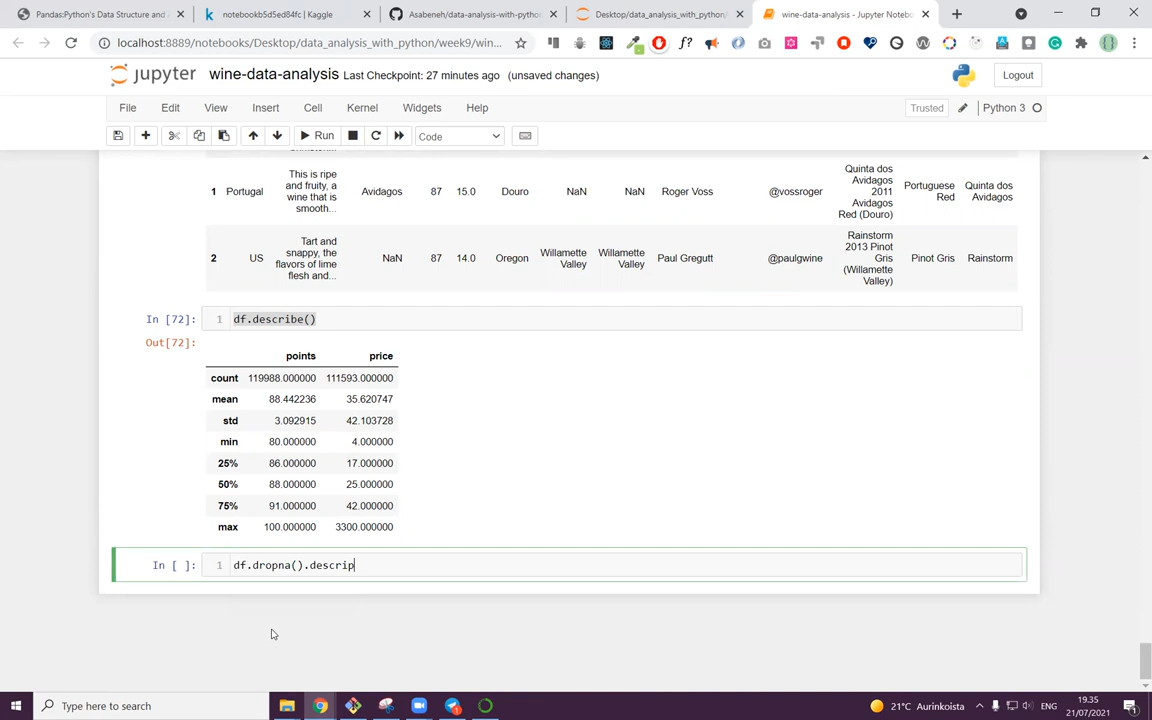 Pandas:Python's Data Structure and
notebookb5d5ed84fc | Kaggle
Asabeneh/data-analysis-with-python
Desktop/data_analysis_with_python/
wine-data-analysis - Jupyter Notebo
localhost:8889/notebooks/Desktop/data_analysis_with_python/week9/win...
f?
jupyter wine-data-analysis Last Checkpoint: 27 minutes ago (unsaved changes) Logout
File Edit View Insert Cell Kernel Widgets Help Trusted Python 3
Run Code
This is ripe
and fruity, a
wine that is
smooth...
1 Portugal Avidagos 87 15.0 Douro NaN NaN Roger Voss @vossroger
Quinta dos
Avidagos
2011
Avidagos
Red (Douro)
Portuguese
Red
Quinta dos
Avidagos
Tart and
snappy, the
flavors of lime
flesh and...
2 US NaN 87 14.0 Oregon
Willamette
Valley
Willamette
Valley
Paul Gregutt @paulgwine
Rainstorm
2013 Pinot
Gris
(Willamette
Valley)
Pinot Gris Rainstorm
In [72]: 1 df.describe()
Out[72]:
points price
count 119988.000000 111593.000000
mean 88.442236 35.620747
std 3.092915 42.103728
min 80.000000 4.000000
25% 86.000000 17.000000
50% 88.000000 25.000000
75% 91.000000 42.000000
max 100.000000 3300.000000
In [ ]: 1 df.dropna().descrip
Type here to search
21°C Aurinkoista
ENG
19.35
21/07/2021